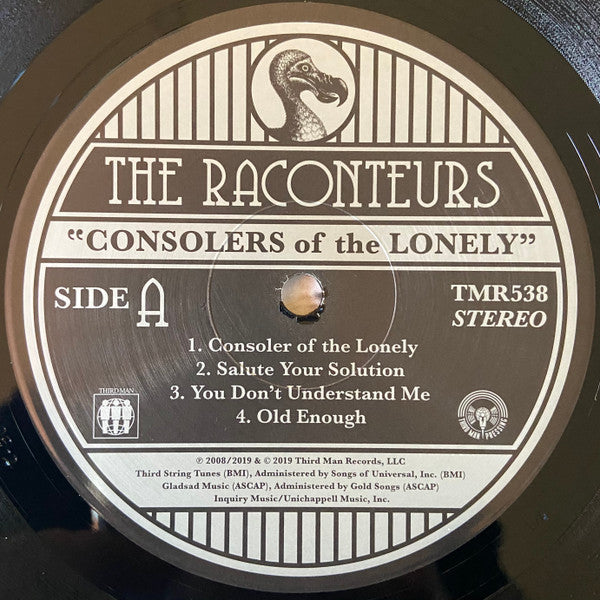 THE RACONTEURS
“CONSOLERS of the LONELY”
SIDE A
TMR538
STEREO
1. Consoler of the Lonely
2. Salute Your Solution
3. You Don’t Understand Me
4. Old Enough
THIRD MAN
THIRD MAN PRESSING
℗ 2008/2019 & © 2019 Third Man Records, LLC
Third String Tunes (BMI), Administered by Songs of Universal, Inc. (BMI)
Gladsad Music (ASCAP), Administered by Gold Songs (ASCAP)
Inquiry Music/Unichappell Music, Inc.